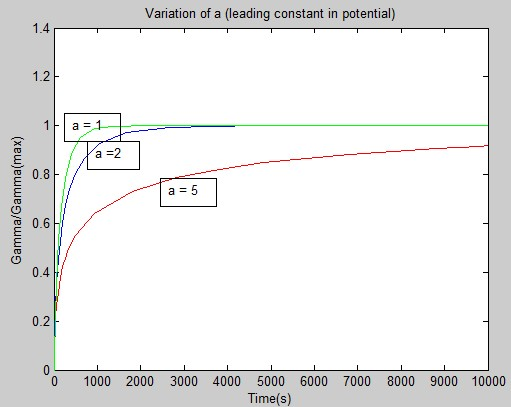 Variation of a (leading constant in potential)
1.4
1.2
1
0.8
0.6
0.4
0.2
0
Gamma/Gamma(max)
a = 1
a =2
a = 5
0 1000 2000 3000 4000 5000 6000 7000 8000 9000 10000
Time(s)